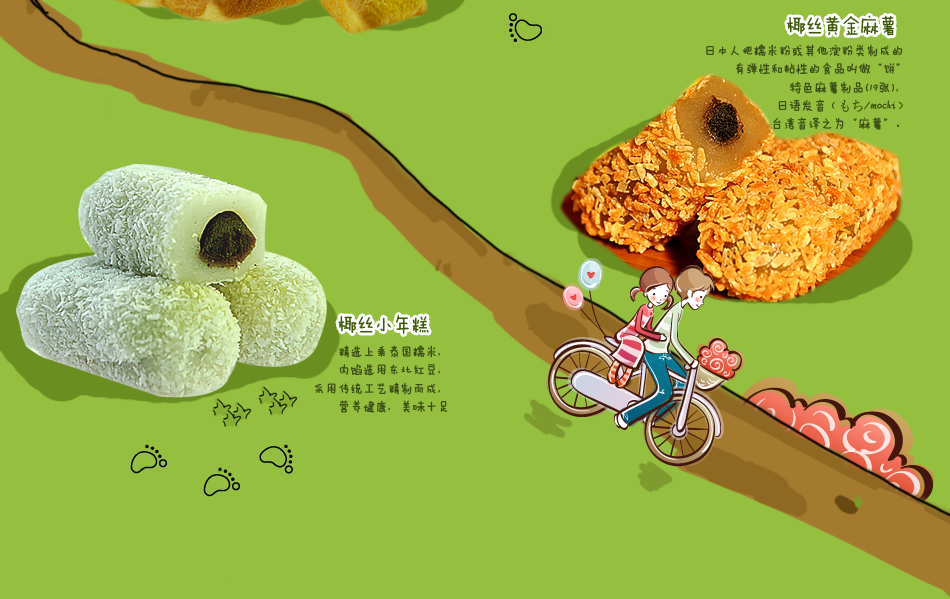 椰丝黄金麻薯
日本人把糯米粉或其他淀粉类制成的
有弹性和粘性的食品叫做“饼”
特色麻薯制品(19张),
日语发音（もち/mochi）
台湾音译之为“麻薯”。
椰丝小年糕
精选上乘泰国糯米,
内馅选用东北红豆,
采用传统工艺精制而成,
营养健康, 美味十足